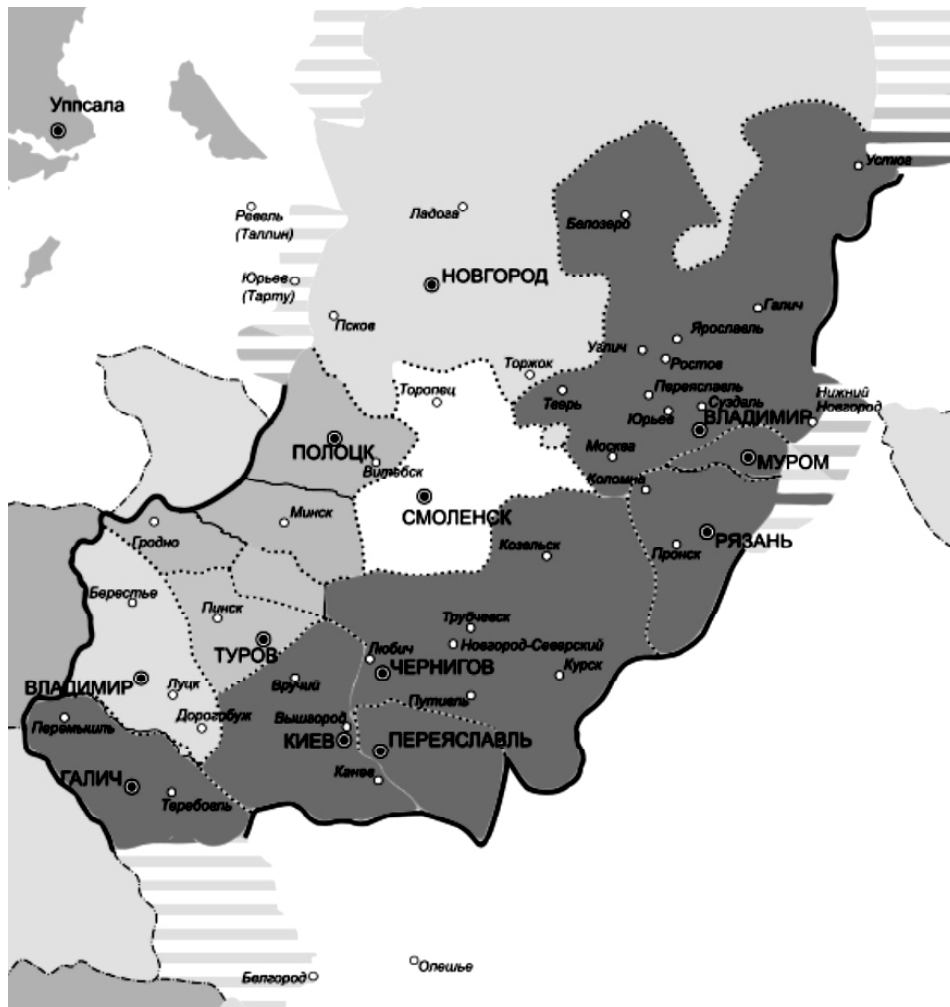 Уппсала
Устюг
Ревель
(Таллин)
Ладога
Белозеро
Юрьев
(Тарту)
НОВГОРОД
Псков
Галич
Ярославль
Углич
Ростов
Торжок
Торопец
Тверь
Переяславль
Суздаль
Юрьев
ВЛАДИМИР
Нижний
Новгород
ПОЛОЦК
Витебск
Москва
МУРОМ
Коломна
СМОЛЕНСК
Минск
Гродно
Козельск
Пронск
РЯЗАНЬ
Берестье
Пинск
Трубчевск
ТУРОВ
Любич
Новгород-Северский
ЧЕРНИГОВ
Курск
ВЛАДИМИР
Луцк
Вручий
Путивль
Перемышль
Дорогобуж
Вышгород
КИЕВ
ПЕРЕЯСЛАВЛЬ
ГАЛИЧ
Теребовль
Канев
Белгород
Олешье